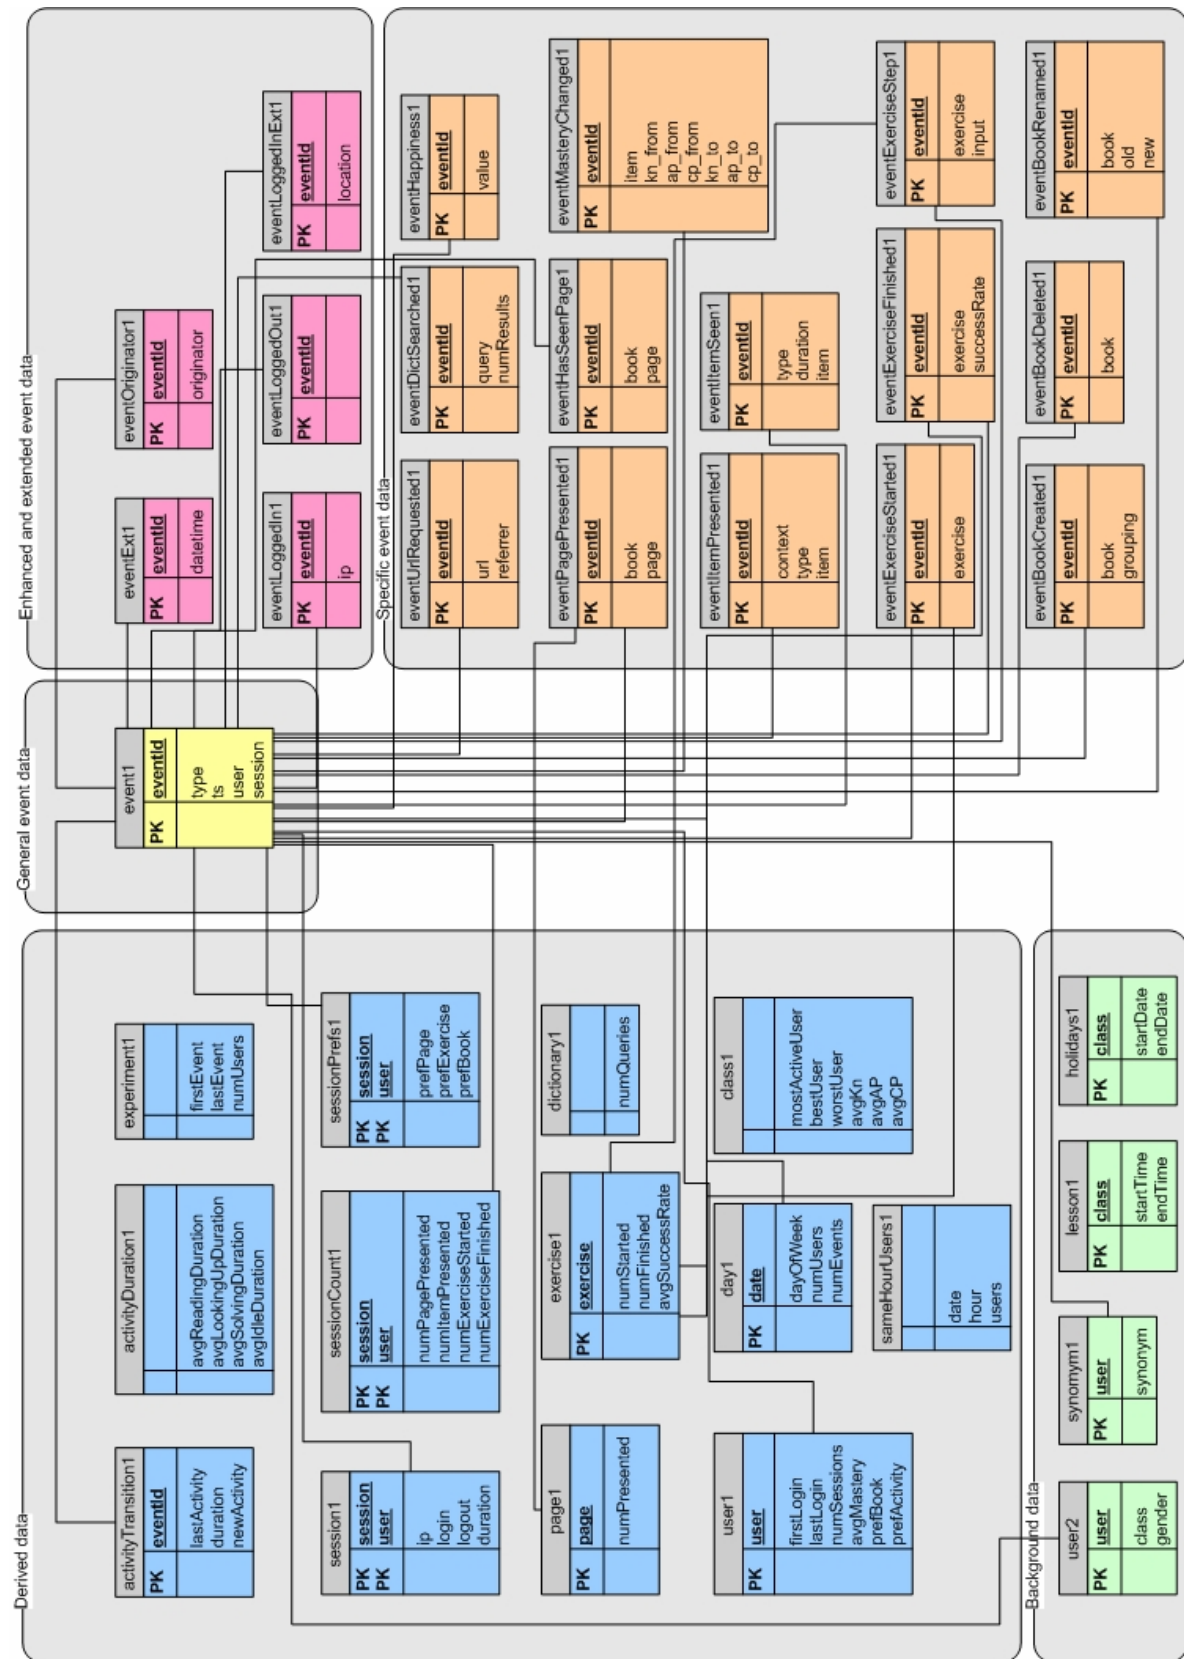 Derived data
activityTransition1
PK eventId
lastActivity
duration
newActivity
activityDuration1
avgReadingDuration
avgLookingUpDuration
avgSolvingDuration
avgIdleDuration
experiment1
firstEvent
lastEvent
numUsers
session1
PK session
PK user
ip
login
logout
duration
sessionCount1
PK session
PK user
numPagePresented
numItemPresented
numExerciseStarted
numExerciseFinished
sessionPrefs1
PK session
PK user
prefPage
prefExercise
prefBook
page1
PK page
numPresented
exercise1
PK exercise
numStarted
numFinished
avgSuccessRate
dictionary1
numQueries
user1
PK user
firstLogin
lastLogin
numSessions
avgMastery
prefBook
prefActivity
day1
PK date
dayOfWeek
numUsers
numEvents
class1
mostActiveUser
bestUser
worstUser
avgKn
avgAP
avgCP
sameHourUsers1
date
hour
users
Background data
user2
PK user
class
gender
synomym1
PK user
synonym
lesson1
PK class
startTime
endTime
holidays1
PK class
startDate
endDate
General event data
event1
PK eventId
type
ts
user
session
Enhanced and extended event data
eventExt1
PK eventId
datetime
eventOriginator1
PK eventId
originator
eventLoggedIn1
PK eventId
ip
eventLoggedOut1
PK eventId
eventLoggedInExt1
PK eventId
location
Specific event data
eventUrlRequested1
PK eventId
url
referrer
eventDictSearched1
PK eventId
query
numResults
eventHappiness1
PK eventId
value
eventPagePresented1
PK eventId
book
page
eventHasSeenPage1
PK eventId
book
page
eventMasteryChanged1
PK eventId
item
kn_from
ap_from
cp_from
kn_to
ap_to
cp_to
eventItemPresented1
PK eventId
context
type
item
eventItemSeen1
PK eventId
type
duration
item
eventExerciseStarted1
PK eventId
exercise
eventExerciseFinished1
PK eventId
exercise
successRate
eventExerciseStep1
PK eventId
exercise
input
eventBookCreated1
PK eventId
book
grouping
eventBookDeleted1
PK eventId
book
eventBookRenamed1
PK eventId
book
old
new